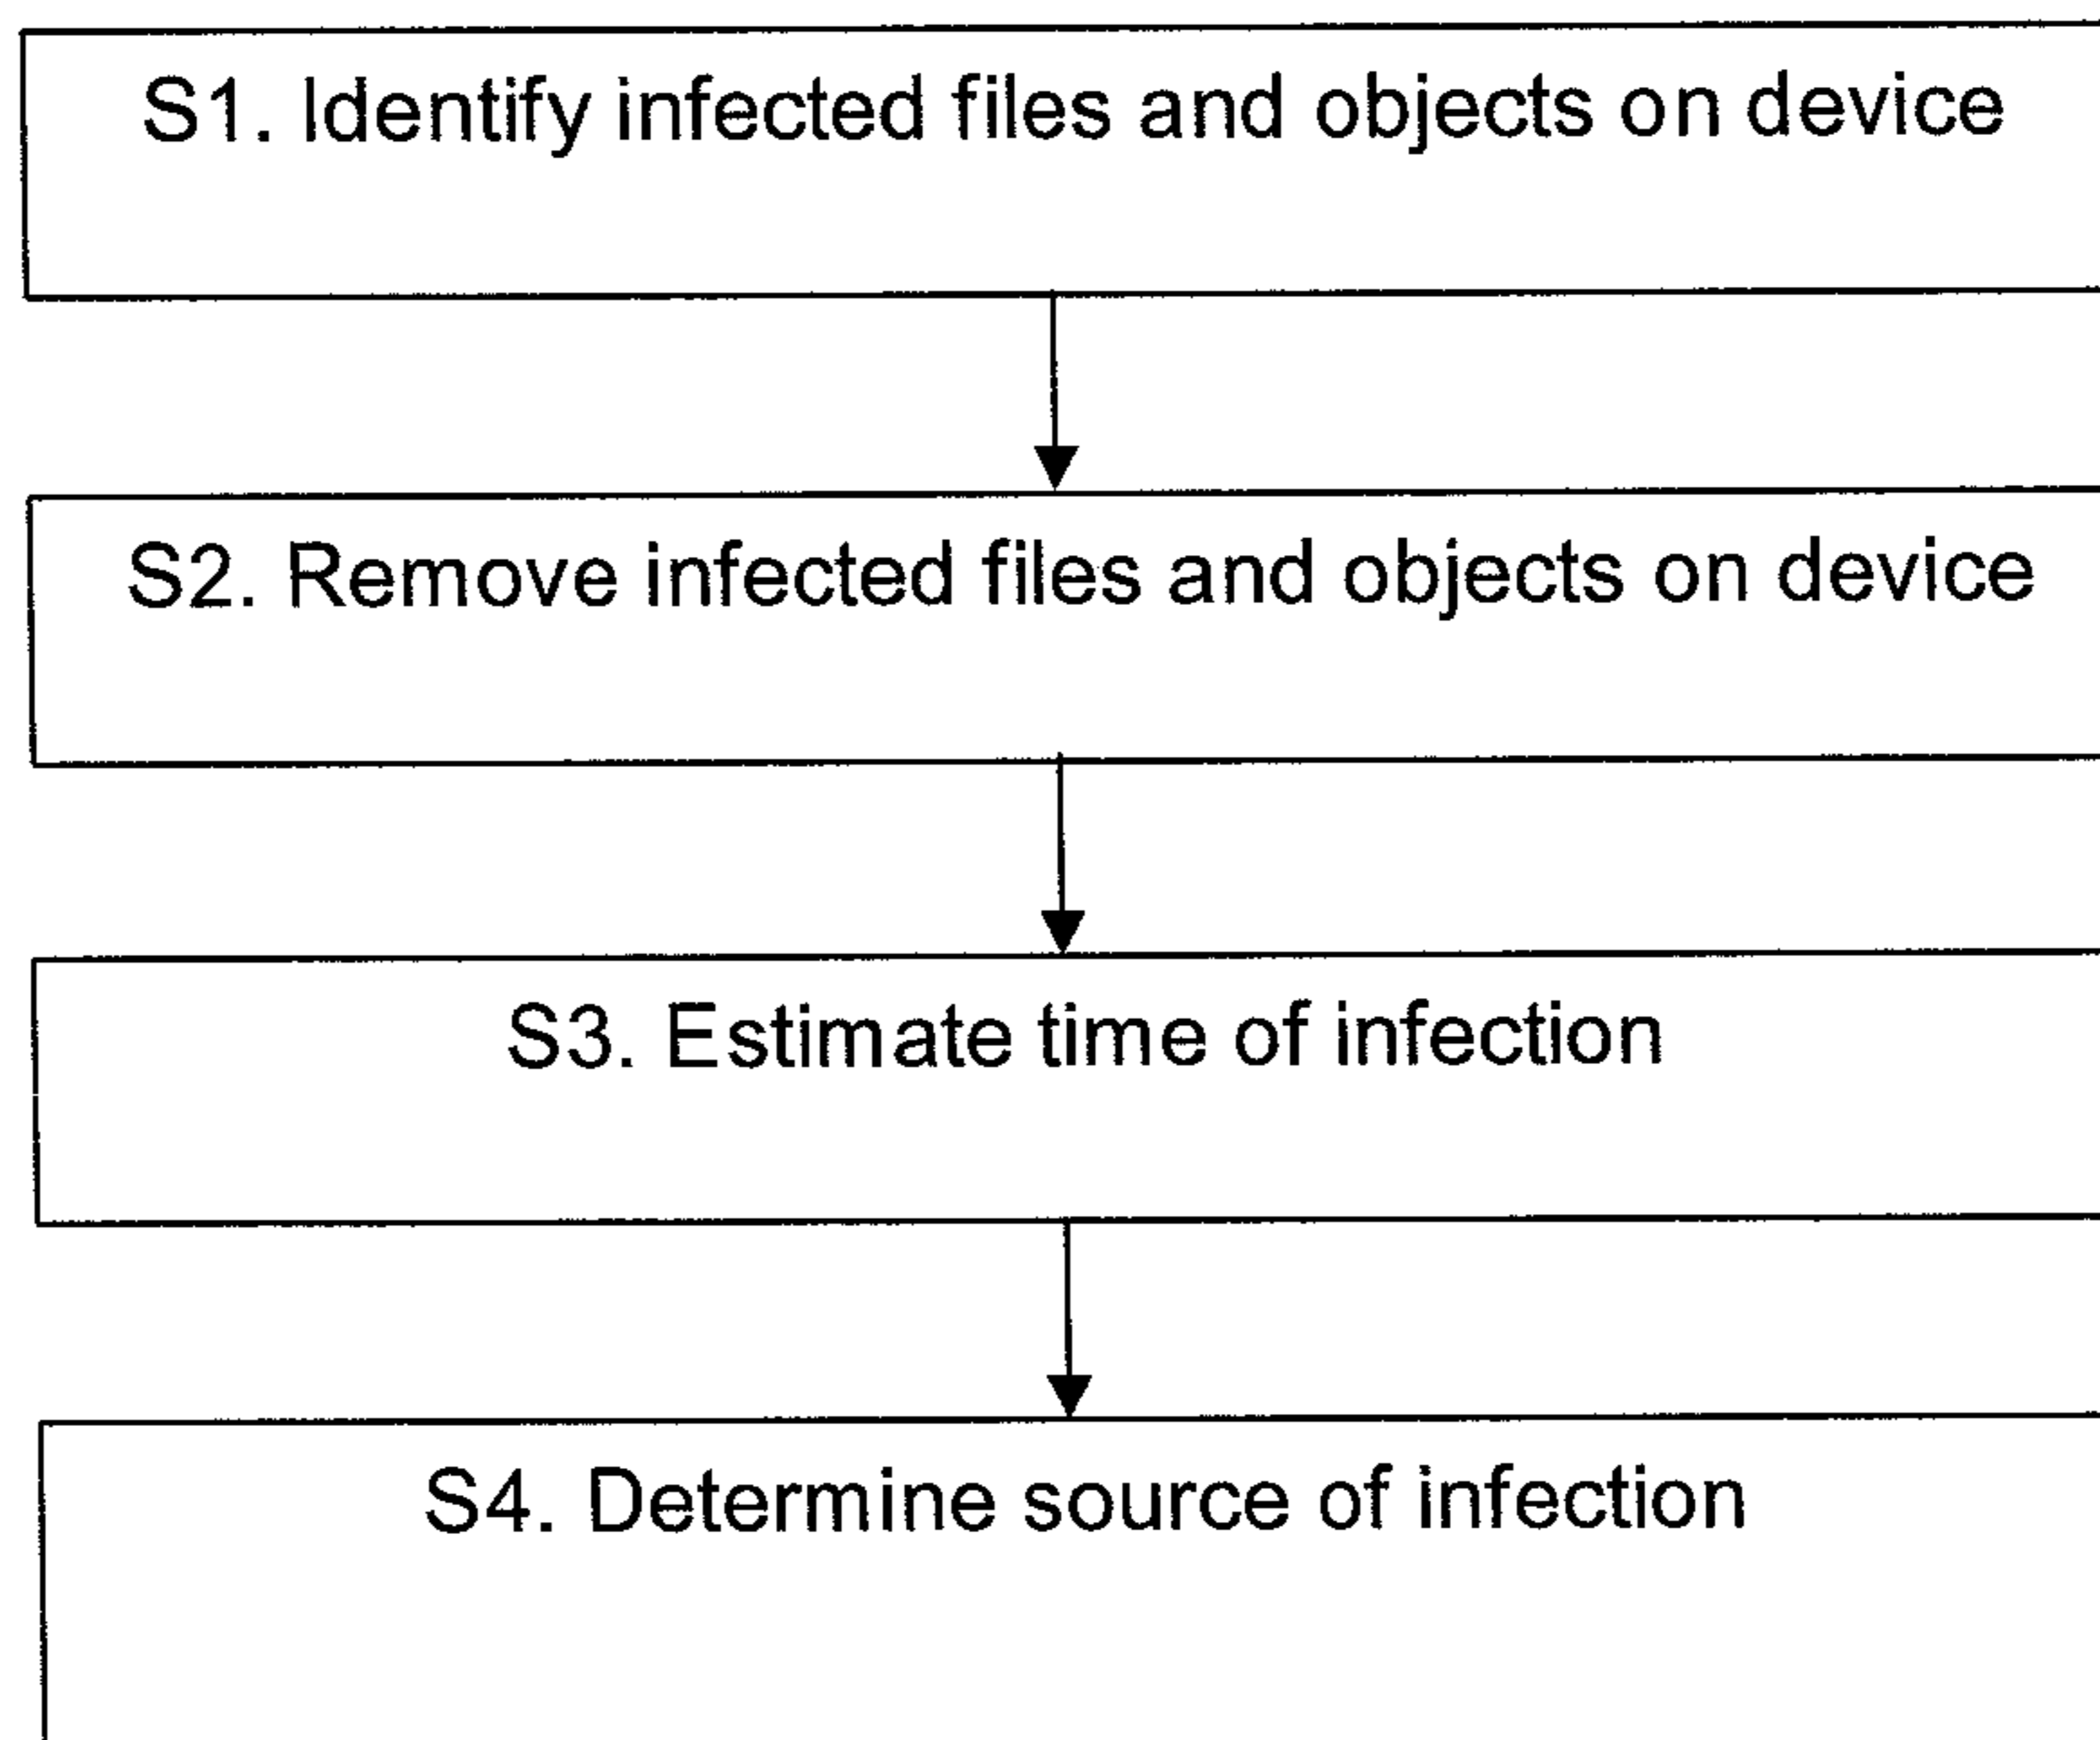 S1. Identify infected files and objects on device
S2. Remove infected files and objects on device
S3. Estimate time of infection
S4. Determine source of infection